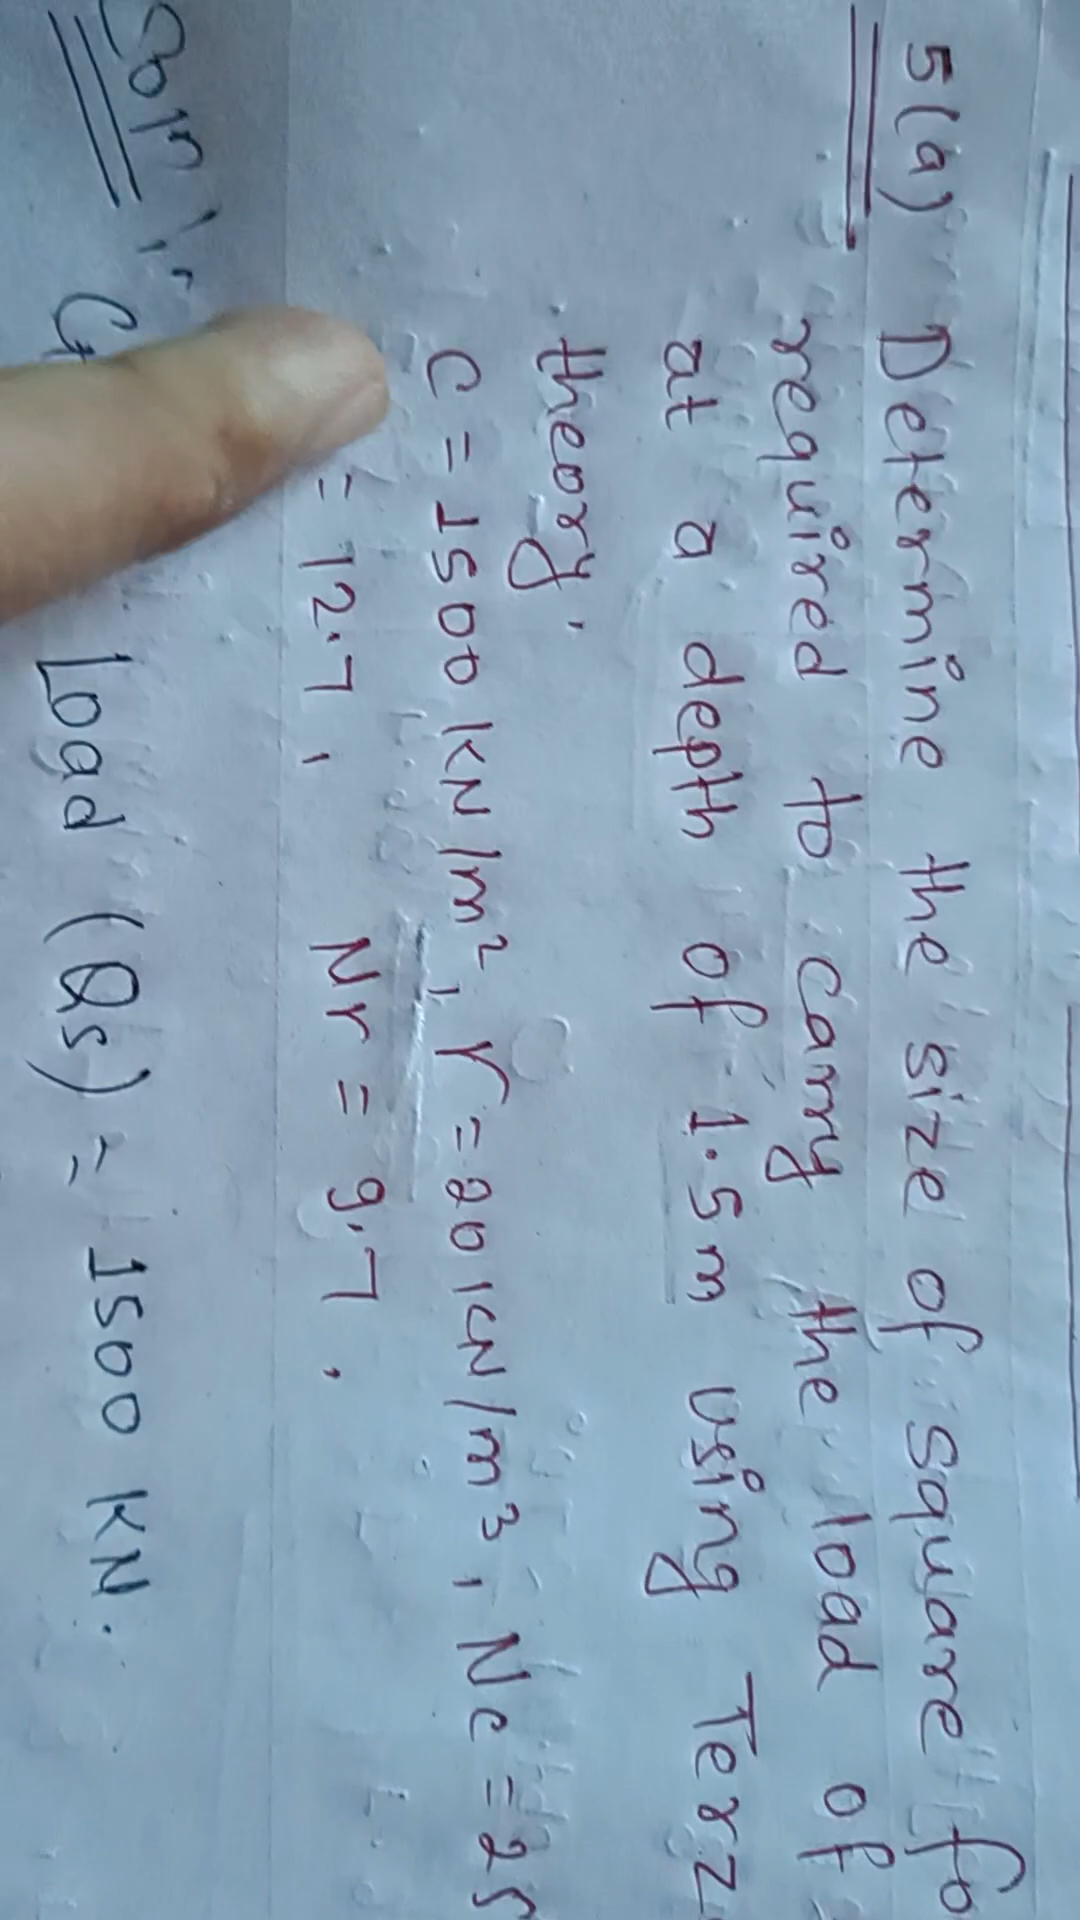 5(a) Determine the size of square fo
required to carry the load of
at a depth of 1.5m using Terz
theory.
C = 1500 KN/m², γ = 20 KN/m³, Nc = 25
= 12.7, Nr = 9.7.
Soln :- G Load (Qs) = 1500 KN.